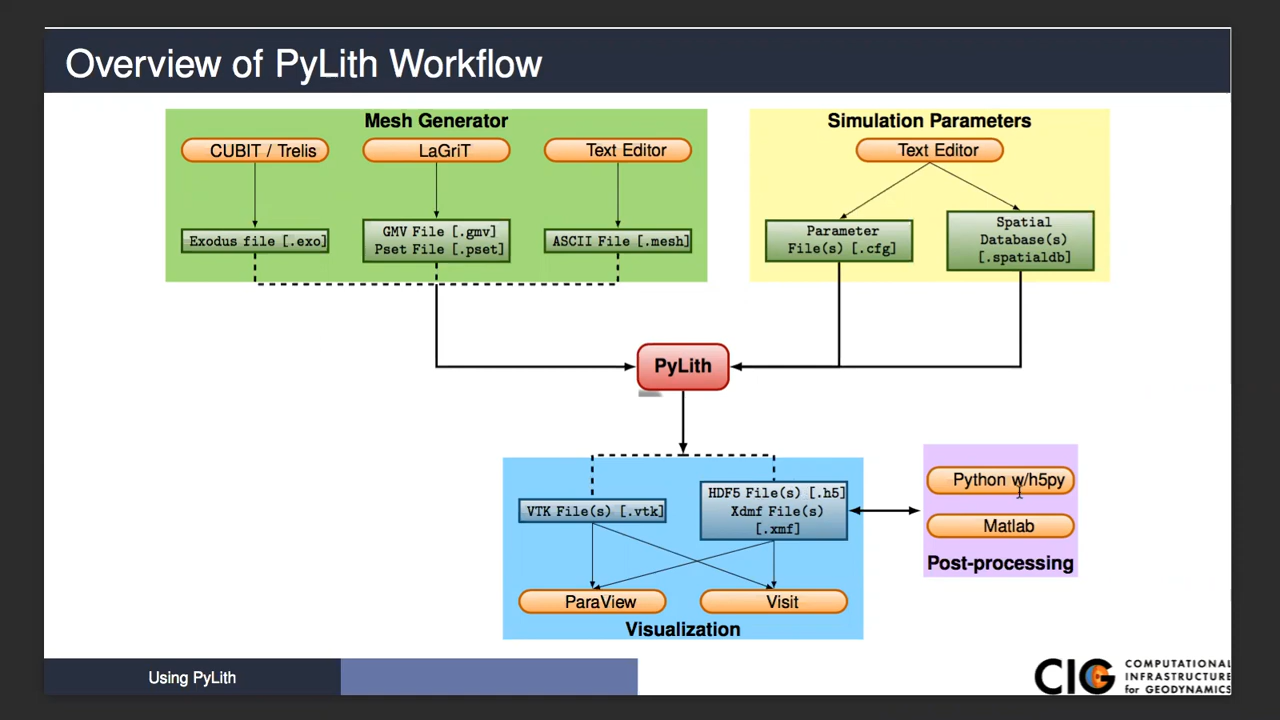 Overview of PyLith Workflow
Mesh Generator
CUBIT / Trelis
LaGriT
Text Editor
Exodus file [.exo]
GMV File [.gmv]
Pset File [.pset]
ASCII File [.mesh]
Simulation Parameters
Text Editor
Parameter
File(s) [.cfg]
Spatial
Database(s)
[.spatialdb]
PyLith
VTK File(s) [.vtk]
HDF5 File(s) [.h5]
Xdmf File(s)
[.xmf]
ParaView
Visit
Visualization
Python w/h5py
Matlab
Post-processing
Using PyLith
CIG
COMPUTATIONAL
INFRASTRUCTURE
for GEODYNAMICS